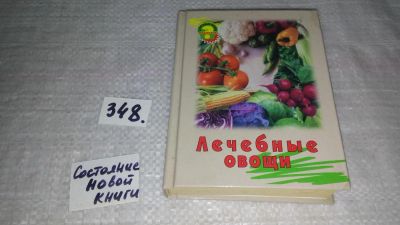 348.
Состояние
новой
книги
Лечебные
овощи